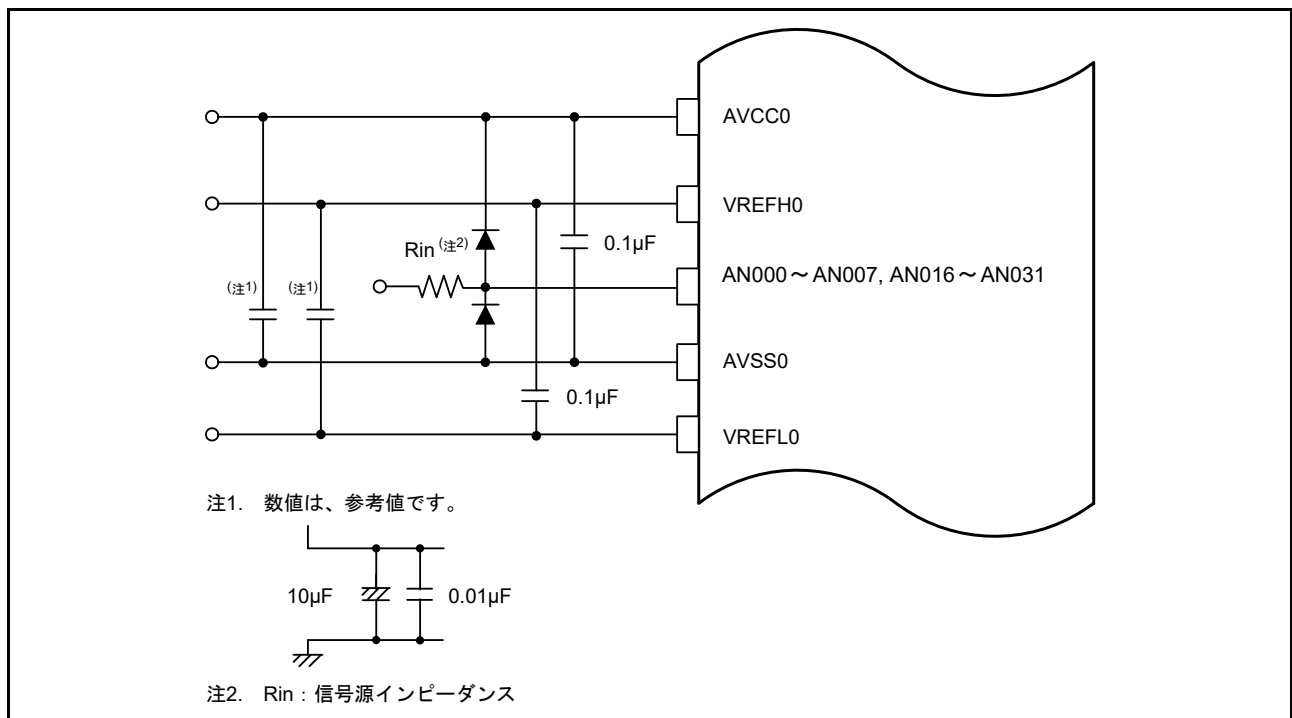 AVCC0
VREFH0
Rin (注2)
0.1µF
AN000～AN007, AN016～AN031
(注1)
(注1)
AVSS0
0.1µF
VREFL0
注1. 数値は、参考値です。
10µF
0.01µF
注2. Rin：信号源インピーダンス